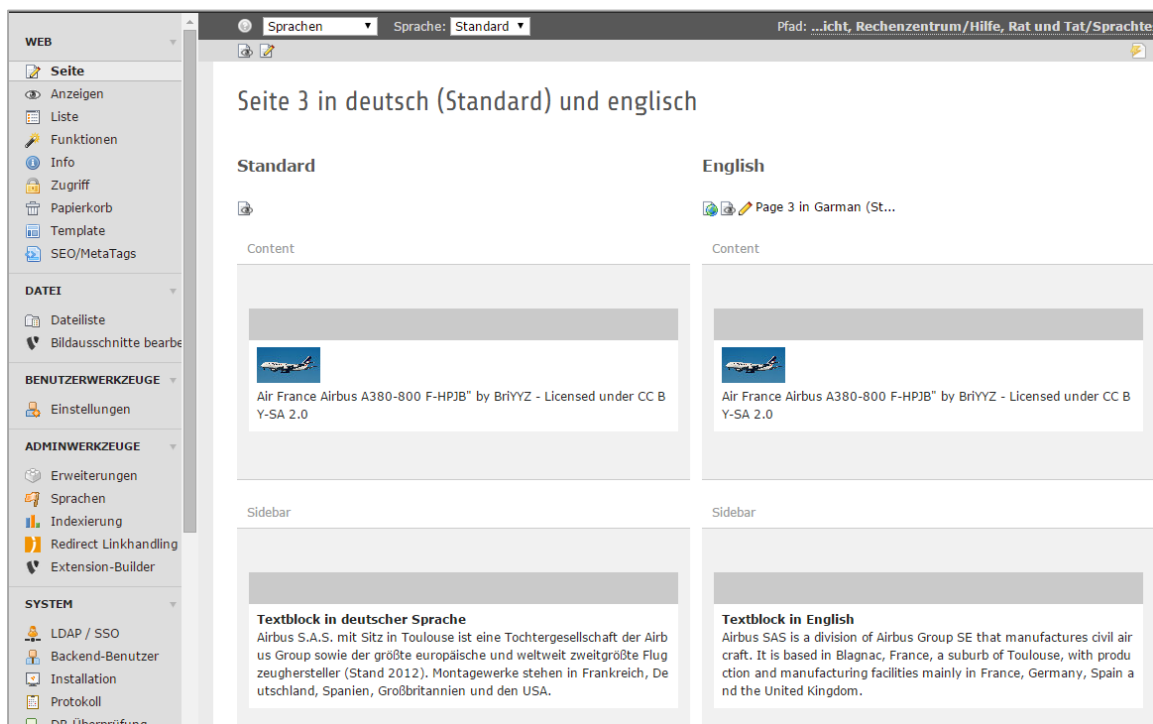 Sprachen
Sprache: Standard
Pfad: ...icht, Rechenzentrum/Hilfe, Rat und Tat/Sprachte
WEB
Seite
Anzeigen
Liste
Funktionen
Info
Zugriff
Papierkorb
Template
SEO/MetaTags
DATEI
Dateiliste
Bildausschnitte bearbe
BENUTZERWERKZEUGE
Einstellungen
ADMINWERKZEUGE
Erweiterungen
Sprachen
Indexierung
Redirect Linkhandling
Extension-Builder
SYSTEM
LDAP / SSO
Backend-Benutzer
Installation
Protokoll
DB-Überprüfung
Seite 3 in deutsch (Standard) und englisch
Standard
Content
Air France Airbus A380-800 F-HPJB" by BriYYZ - Licensed under CC B
Y-SA 2.0
Sidebar
Textblock in deutscher Sprache
Airbus S.A.S. mit Sitz in Toulouse ist eine Tochtergesellschaft der Airb
us Group sowie der größte europäische und weltweit zweitgrößte Flug
zeughersteller (Stand 2012). Montagewerke stehen in Frankreich, De
utschland, Spanien, Großbritannien und den USA.
English
Page 3 in Garman (St...
Content
Air France Airbus A380-800 F-HPJB" by BriYYZ - Licensed under CC B
Y-SA 2.0
Sidebar
Textblock in English
Airbus SAS is a division of Airbus Group SE that manufactures civil air
craft. It is based in Blagnac, France, a suburb of Toulouse, with produ
ction and manufacturing facilities mainly in France, Germany, Spain a
nd the United Kingdom.